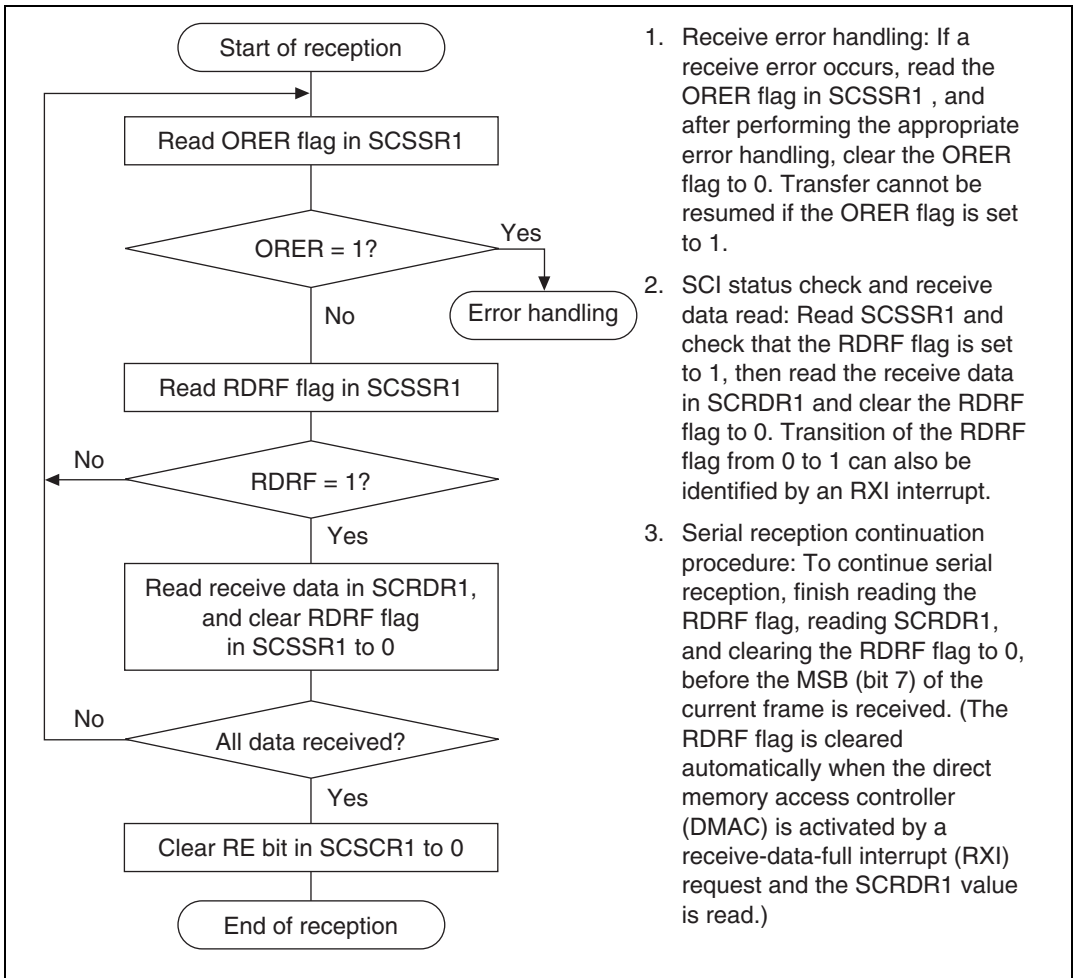 Start of reception
Read ORER flag in SCSSR1
ORER = 1?
Yes
Error handling
No
Read RDRF flag in SCSSR1
No
RDRF = 1?
Yes
Read receive data in SCRDR1,
and clear RDRF flag
in SCSSR1 to 0
No
All data received?
Yes
Clear RE bit in SCSCR1 to 0
End of reception
1. Receive error handling: If a
receive error occurs, read the
ORER flag in SCSSR1 , and
after performing the appropriate
error handling, clear the ORER
flag to 0. Transfer cannot be
resumed if the ORER flag is set
to 1.
2. SCI status check and receive
data read: Read SCSSR1 and
check that the RDRF flag is set
to 1, then read the receive data
in SCRDR1 and clear the RDRF
flag to 0. Transition of the RDRF
flag from 0 to 1 can also be
identified by an RXI interrupt.
3. Serial reception continuation
procedure: To continue serial
reception, finish reading the
RDRF flag, reading SCRDR1,
and clearing the RDRF flag to 0,
before the MSB (bit 7) of the
current frame is received. (The
RDRF flag is cleared
automatically when the direct
memory access controller
(DMAC) is activated by a
receive-data-full interrupt (RXI)
request and the SCRDR1 value
is read.)